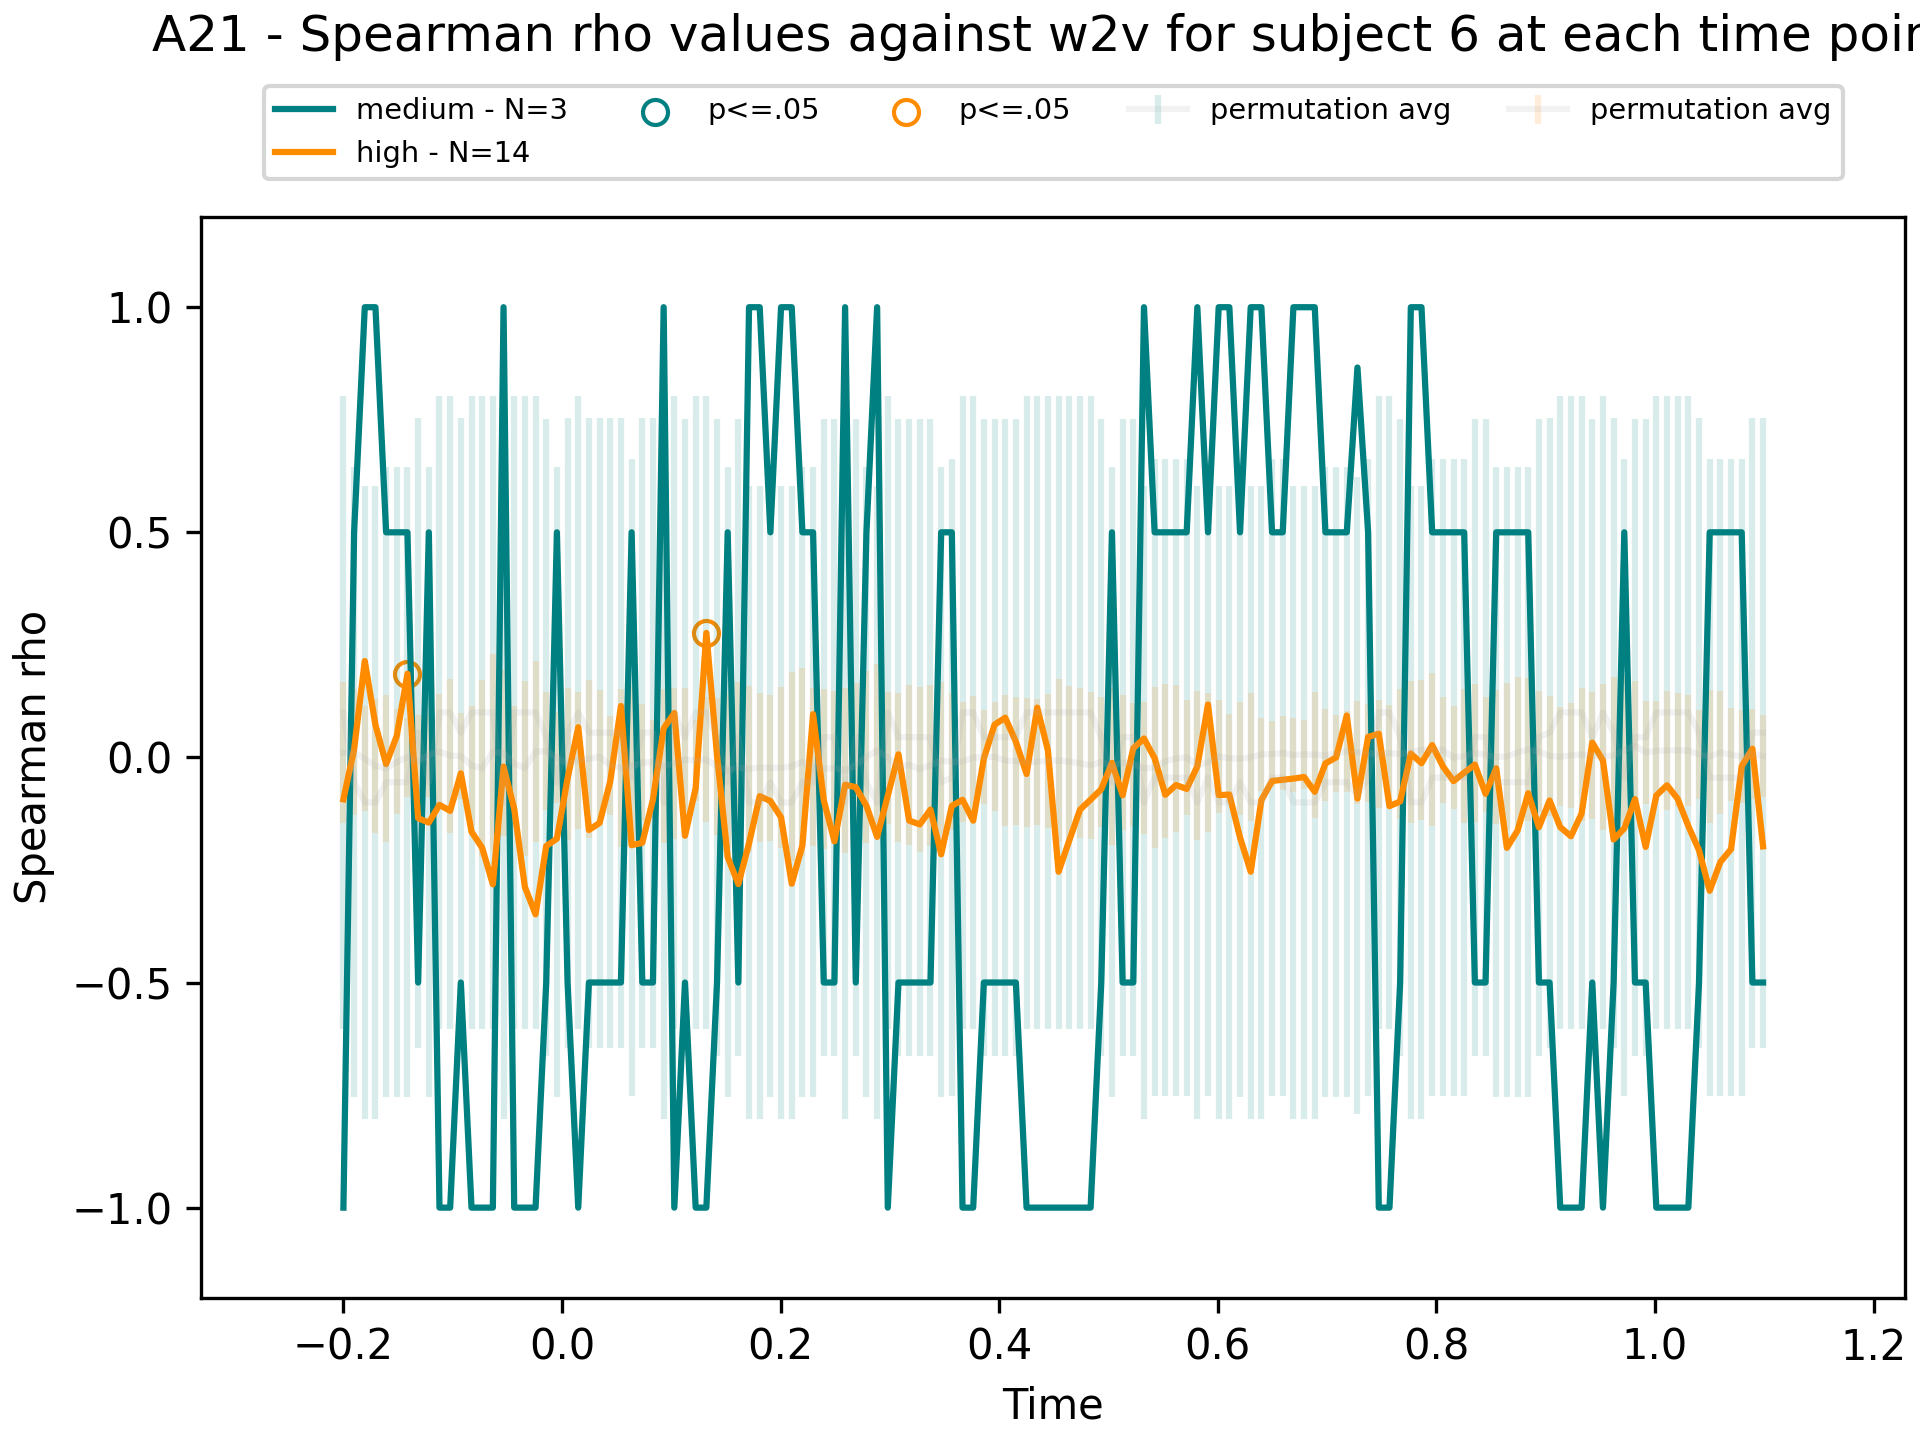 A21 - Spearman rho values against w2v for subject 6 at each time poin
medium - N=3
high - N=14
p<=.05
p<=.05
permutation avg
permutation avg
Spearman rho
1.0
0.5
0.0
−0.5
−1.0
−0.2 0.0 0.2 0.4 0.6 0.8 1.0 1.2
Time